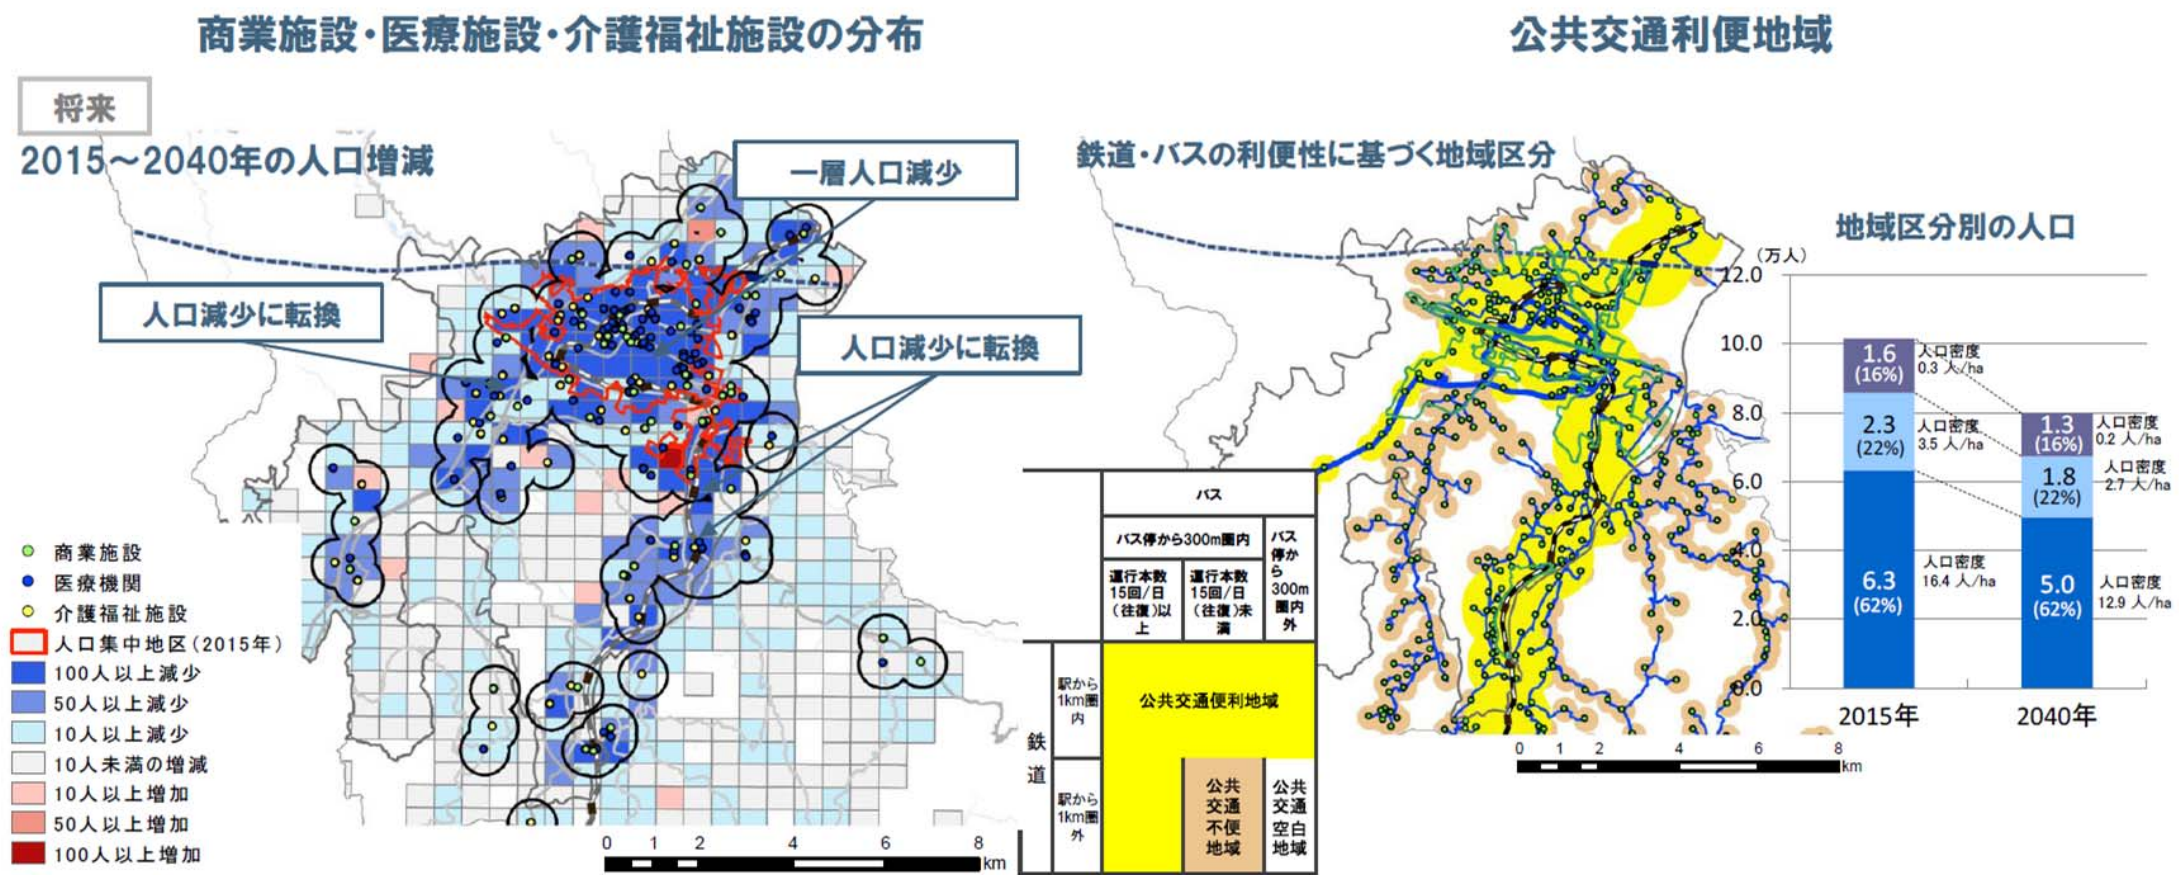 商業施設・医療施設・介護福祉施設の分布
将来
2015～2040年の人口増減
一層人口減少
人口減少に転換
人口減少に転換
商業施設
医療機関
介護福祉施設
人口集中地区(2015年)
100人以上減少
50人以上減少
10人以上減少
10人未満の増減
10人以上増加
50人以上増加
100人以上増加
0 1 2 4 6 8
km
公共交通利便地域
鉄道・バスの利便性に基づく地域区分
バス
バス停から300m圏内
バス
停か
ら
300m
圏内
外
運行本数
15回/日
(往復)以
上
運行本数
15回/日
(往復)未
満
鉄
道
駅から
1km圏
内
公共交通便利地域
駅から
1km圏
外
公共
交通
不便
地域
公共
交通
空白
地域
0 1 2 4 6 8
km
地域区分別の人口
(万人)
12.0
10.0
8.0
6.0
4.0
2.0
0.0
1.6
(16%)
人口密度
0.3 人/ha
2.3
(22%)
人口密度
3.5 人/ha
6.3
(62%)
人口密度
16.4 人/ha
1.3
(16%)
人口密度
0.2 人/ha
1.8
(22%)
人口密度
2.7 人/ha
5.0
(62%)
人口密度
12.9 人/ha
2015年
2040年